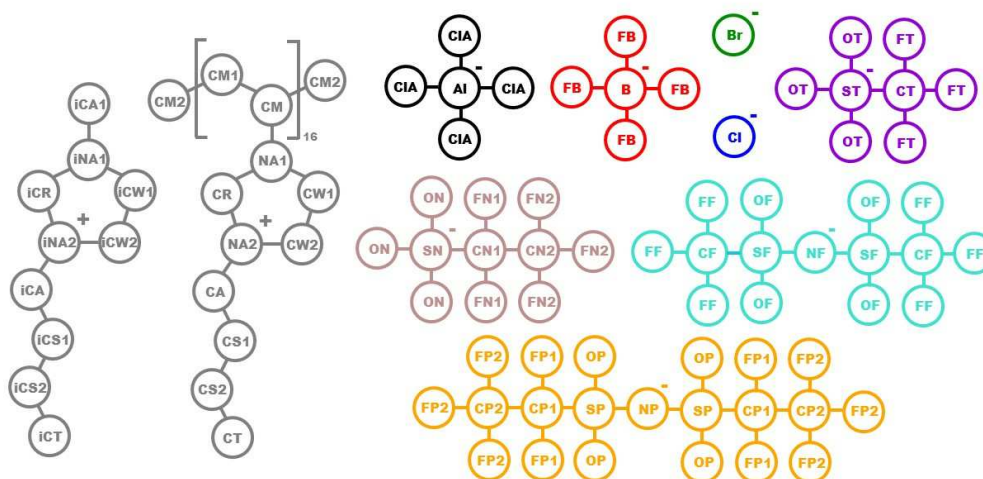 iCA1
iNA1
iCR
iCW1
+
iNA2
iCW2
iCA
iCS1
iCS2
iCT
CM1
CM2
CM2
CM
16
NA1
CR
CW1
+
NA2
CW2
CA
CS1
CS2
CT
ClA
-
ClA Al ClA
ClA
FB
-
FB B FB
FB
Br -
Cl -
OT FT
-
OT ST CT FT
OT FT
ON FN1 FN2
-
ON SN CN1 CN2 FN2
ON FN1 FN2
FF OF OF FF
-
FF CF SF NF SF CF FF
FF OF OF FF
FP2 FP1 OP OP FP1 FP2
-
FP2 CP2 CP1 SP NP SP CP1 CP2 FP2
FP2 FP1 OP OP FP1 FP2